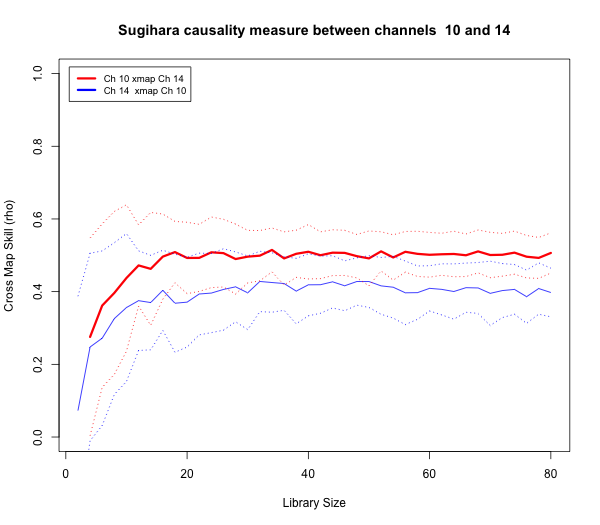 Sugihara causality measure between channels  10 and 14
Ch 10 xmap Ch 14
Ch 14  xmap Ch 10
Cross Map Skill (rho)
1.0
0.8
0.6
0.4
0.2
0.0
0 20 40 60 80
Library Size